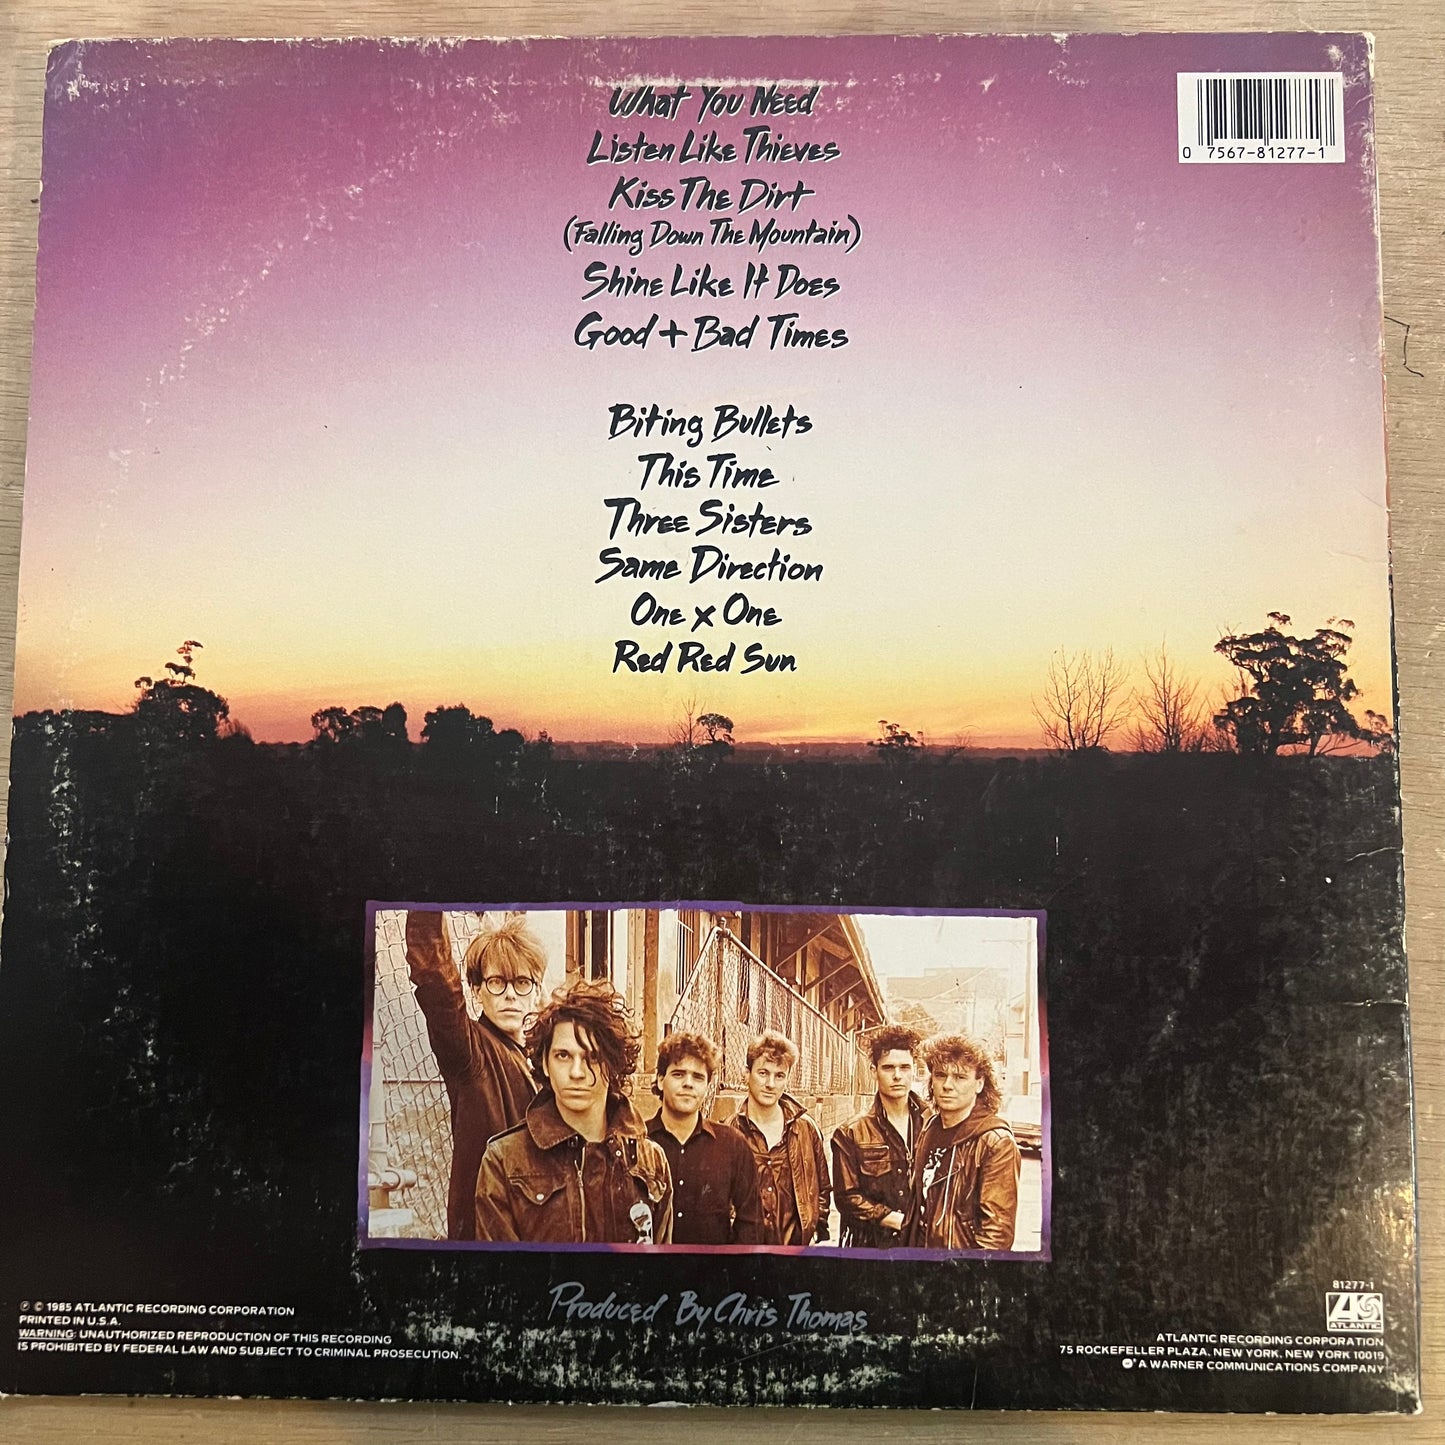 What You Need
Listen Like Thieves
Kiss The Dirt
(Falling Down The Mountain)
Shine Like It Does
Good + Bad Times
Biting Bullets
This Time
Three Sisters
Same Direction
One x One
Red Red Sun
0 7567-81277-1
Produced By Chris Thomas
℗ © 1985 ATLANTIC RECORDING CORPORATION
PRINTED IN U.S.A.
WARNING: UNAUTHORIZED REPRODUCTION OF THIS RECORDING
IS PROHIBITED BY FEDERAL LAW AND SUBJECT TO CRIMINAL PROSECUTION.
81277-1
ATLANTIC
ATLANTIC RECORDING CORPORATION
75 ROCKEFELLER PLAZA, NEW YORK, NEW YORK 10019
A WARNER COMMUNICATIONS COMPANY